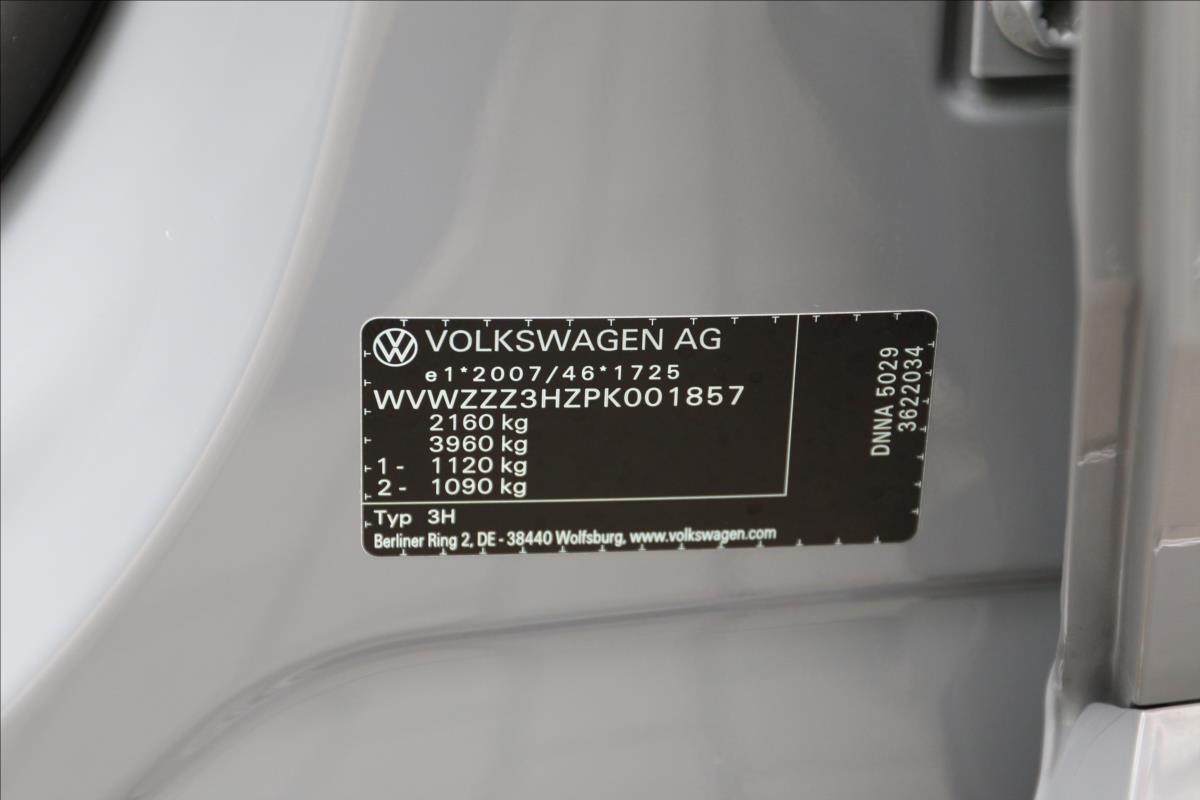 VOLKSWAGEN AG
e1*2007/46*1725
WVWZZZ3HZPK001857
2160 kg
3960 kg
1 - 1120 kg
2 - 1090 kg
Typ 3H
Berliner Ring 2, DE - 38440 Wolfsburg, www.volkswagen.com
DNNA 5029
3622034